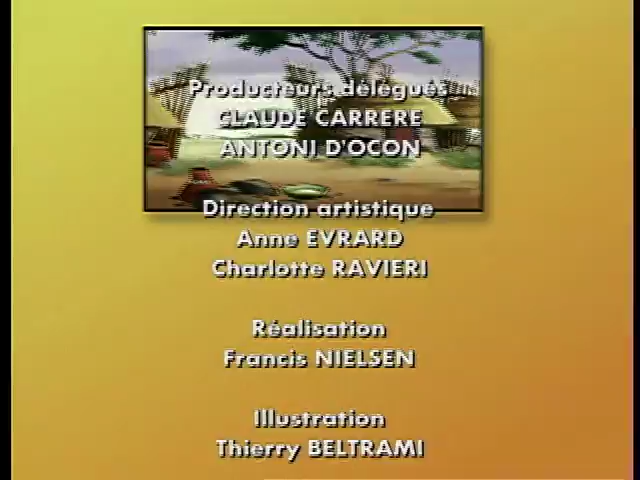 Producteurs délégués
CLAUDE CARRERE
ANTONI D'OCON
Direction artistique
Anne EVRARD
Charlotte RAVIERI
Réalisation
Francis NIELSEN
Illustration
Thierry BELTRAMI